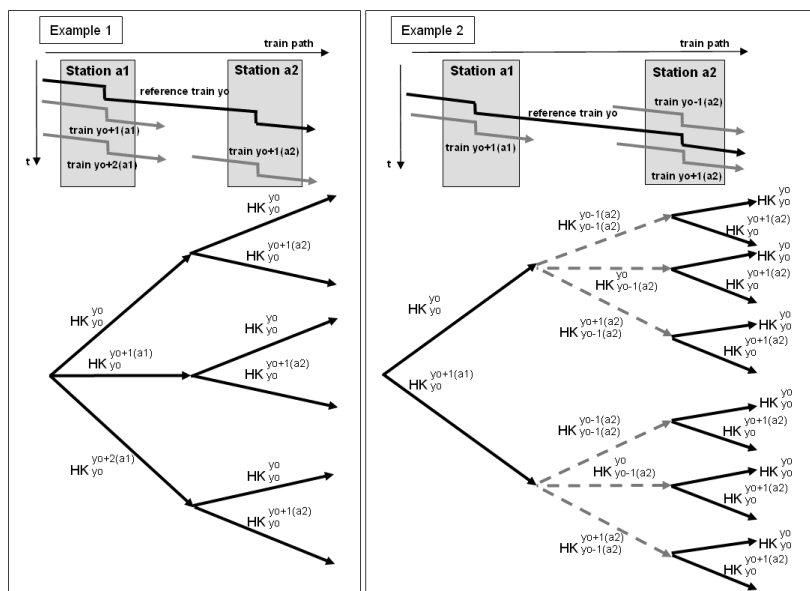 Example 1
train path
Station a1
Station a2
reference train yo
train yo+1(a1)
train yo+2(a1)
train yo+1(a2)
t
HK yo yo
HK yo+1(a2) yo
HK yo yo
HK yo yo
HK yo+1(a1) yo
HK yo+1(a2) yo
HK yo+2(a1) yo
HK yo yo
HK yo+1(a2) yo
Example 2
train path
Station a1
Station a2
train yo-1(a2)
reference train yo
train yo+1(a1)
train yo+1(a2)
t
HK yo-1(a2) yo-1(a2)
HK yo yo
HK yo+1(a2) yo
HK yo yo
HK yo yo-1(a2)
HK yo+1(a2) yo
HK yo yo
HK yo+1(a2) yo-1(a2)
HK yo yo
HK yo+1(a2) yo
HK yo+1(a1) yo
HK yo-1(a2) yo-1(a2)
HK yo yo
HK yo+1(a2) yo
HK yo yo-1(a2)
HK yo yo
HK yo+1(a2) yo
HK yo+1(a2) yo-1(a2)
HK yo yo
HK yo+1(a2) yo